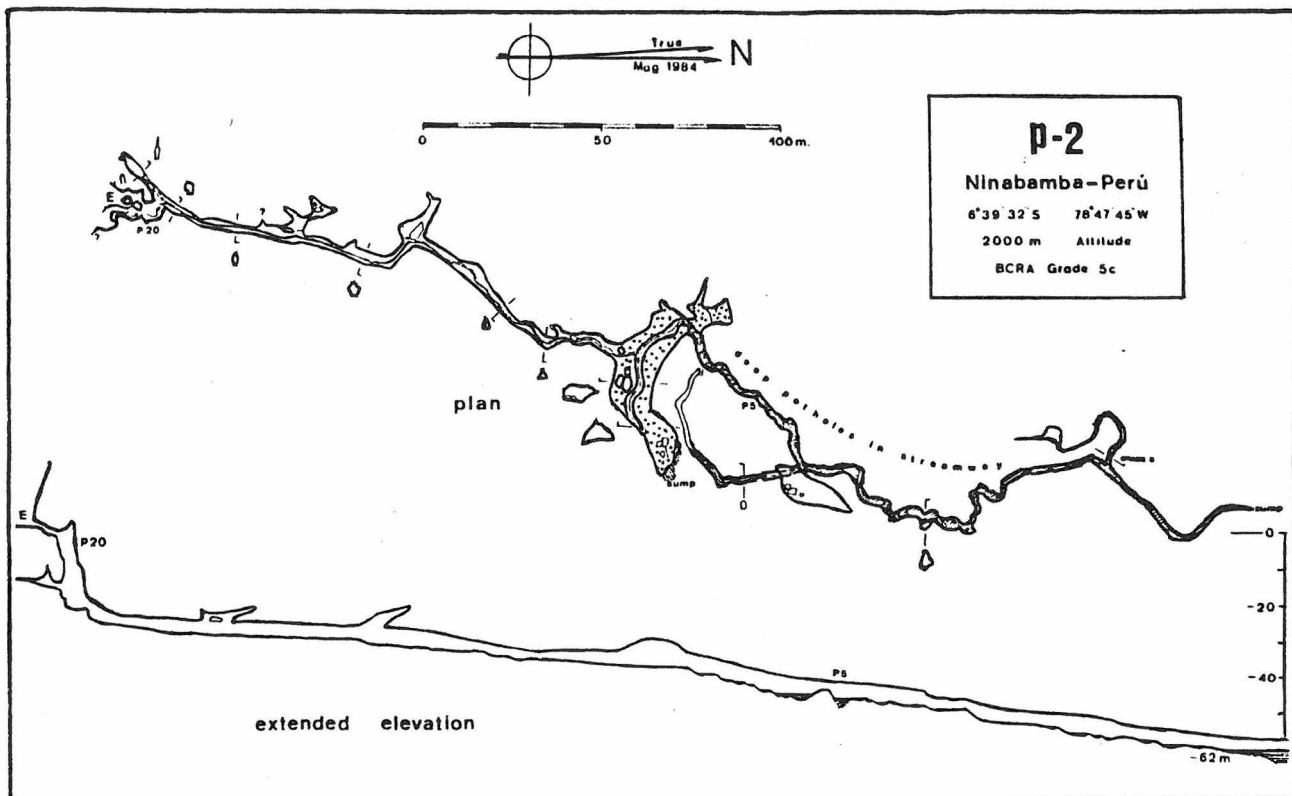 True
N
Mag 1984
0 50 100 m.
p-2
Ninabamba-Perú
6°39'32"S 78°47'45"W
2000 m Altitude
BCRA Grade 5c
?
E
?
P20
?
plan
P5
deep potholes in streamway
sump
sump
E
P20
0
-20
-40
P5
extended elevation
-62m